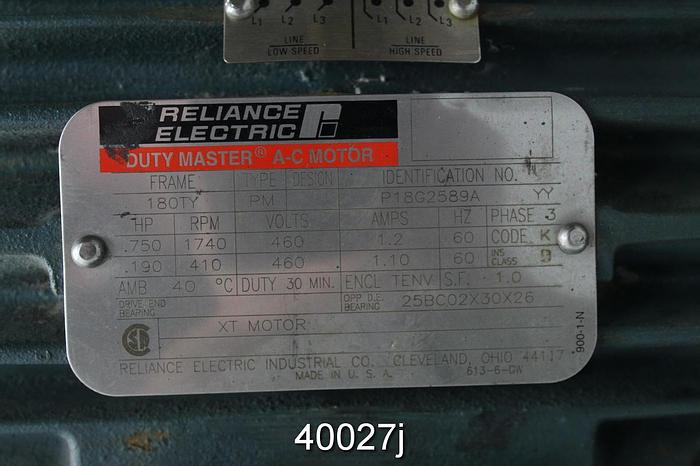 L1 L2 L3 L1 L2 L3
LINE LINE
LOW SPEED HIGH SPEED
RELIANCE
ELECTRIC
DUTY MASTER® A-C MOTOR
FRAME TYPE DESIGN IDENTIFICATION NO.
180TY PM P18G2589A YY
HP RPM VOLTS AMPS HZ PHASE 3
.750 1740 460 1.2 60 CODE K
.190 410 460 1.10 60 INS CLASS B
AMB 40 °C DUTY 30 MIN. ENCL TENV S.F. 1.0
DRIVE END BEARING OPP D.E. BEARING 25BC02X30X26
XT MOTOR
RELIANCE ELECTRIC INDUSTRIAL CO. CLEVELAND, OHIO 44117
MADE IN U.S.A. 613-6-GW
900-1-N
40027j